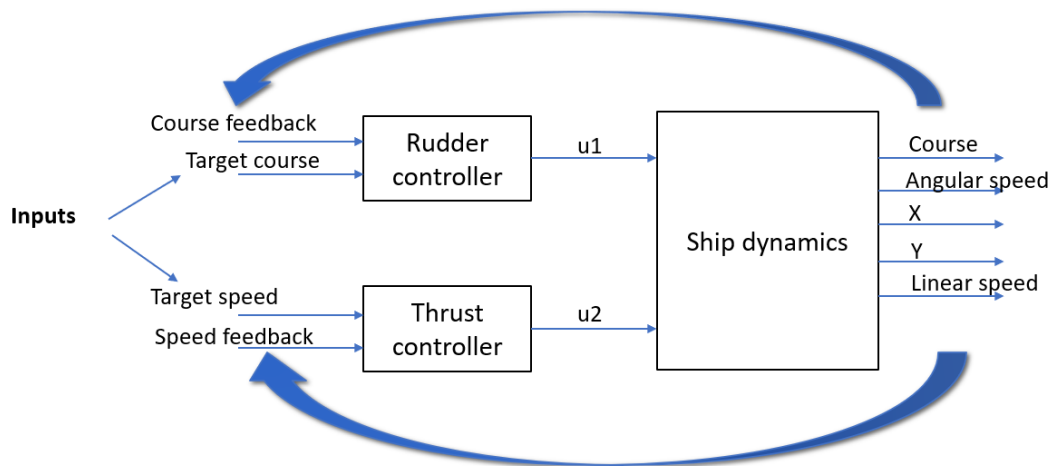 Course feedback
Target course
Inputs
Target speed
Speed feedback
Rudder
controller
Thrust
controller
u1
u2
Ship dynamics
Course
Angular speed
X
Y
Linear speed